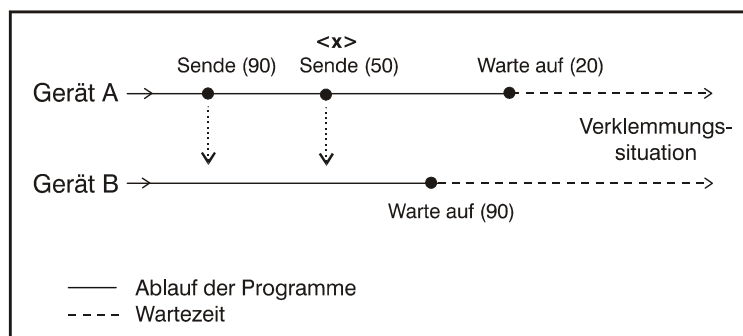 <x>
Sende (90) Sende (50) Warte auf (20)
Gerät A
Verklemmungs-
situation
Gerät B
Warte auf (90)
Ablauf der Programme
Wartezeit